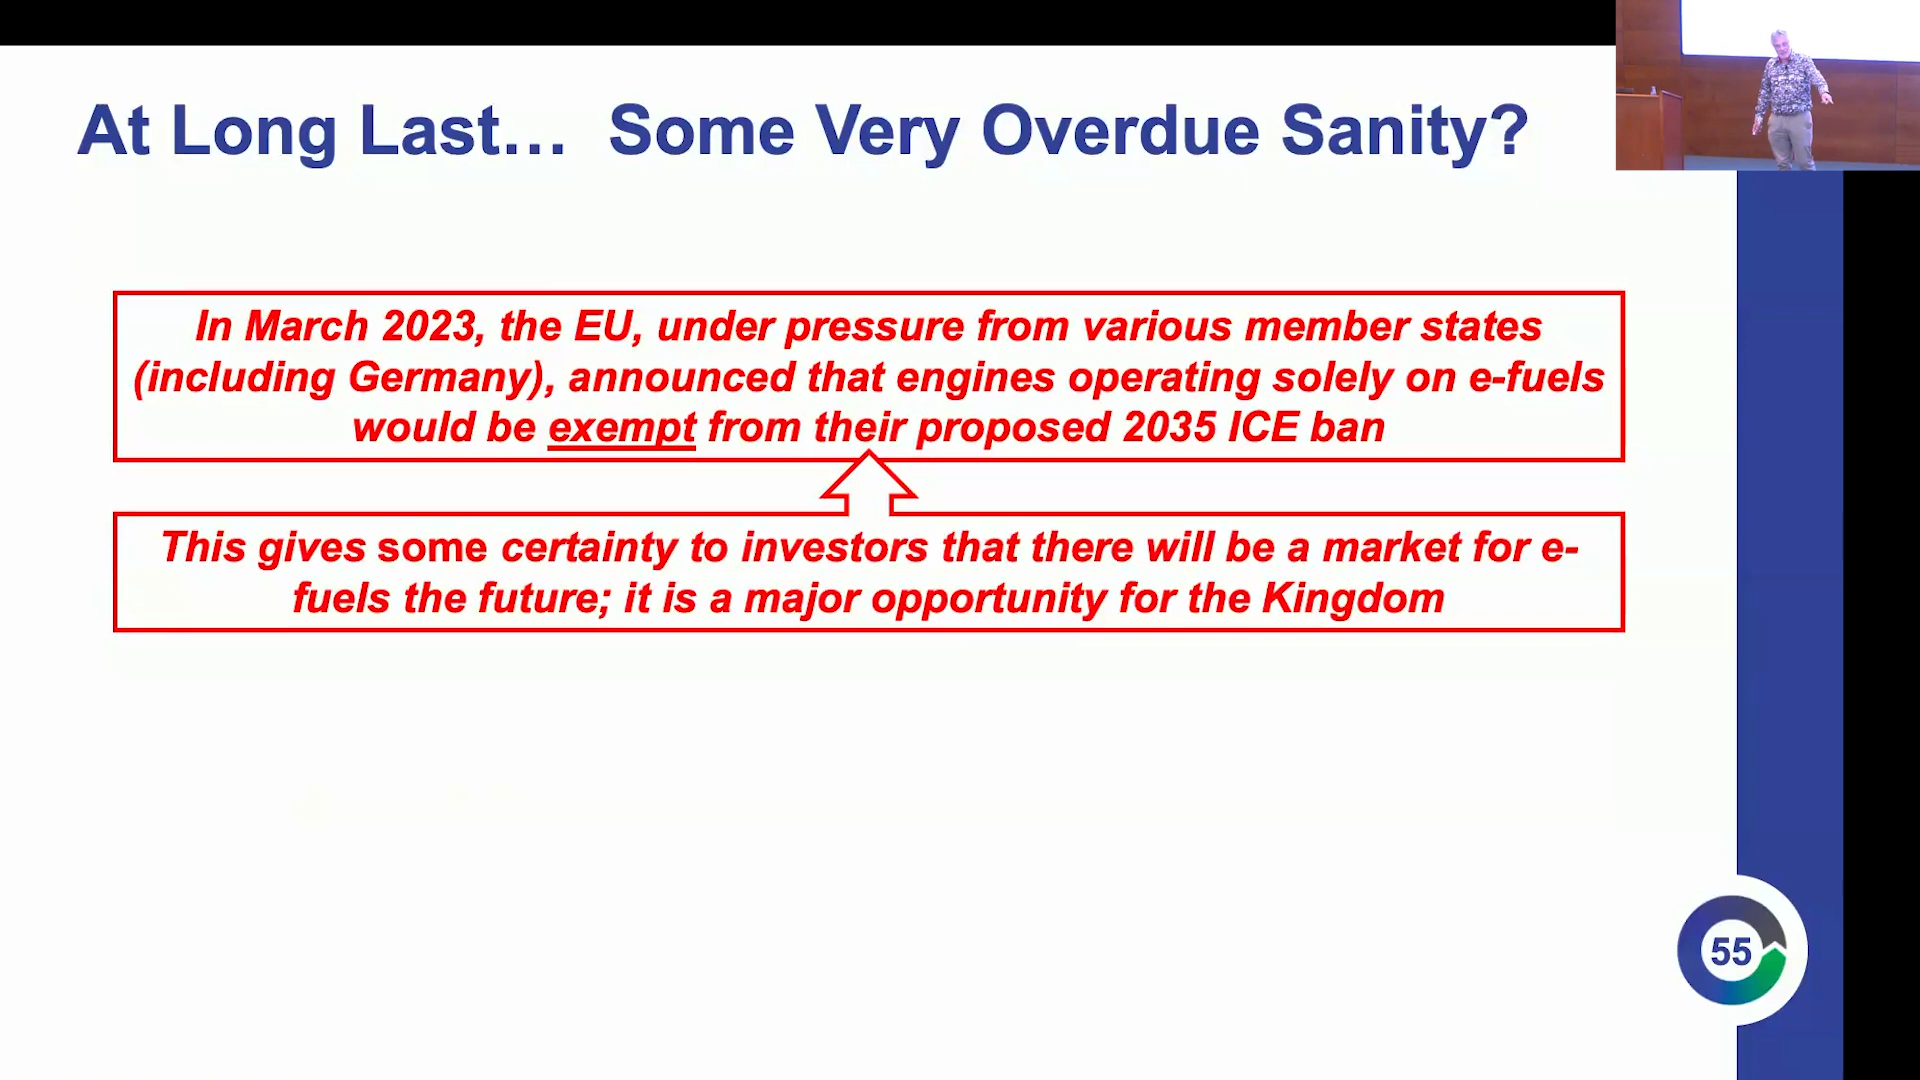 At Long Last… Some Very Overdue Sanity?
In March 2023, the EU, under pressure from various member states
(including Germany), announced that engines operating solely on e-fuels
would be exempt from their proposed 2035 ICE ban
This gives some certainty to investors that there will be a market for e-
fuels the future; it is a major opportunity for the Kingdom
55